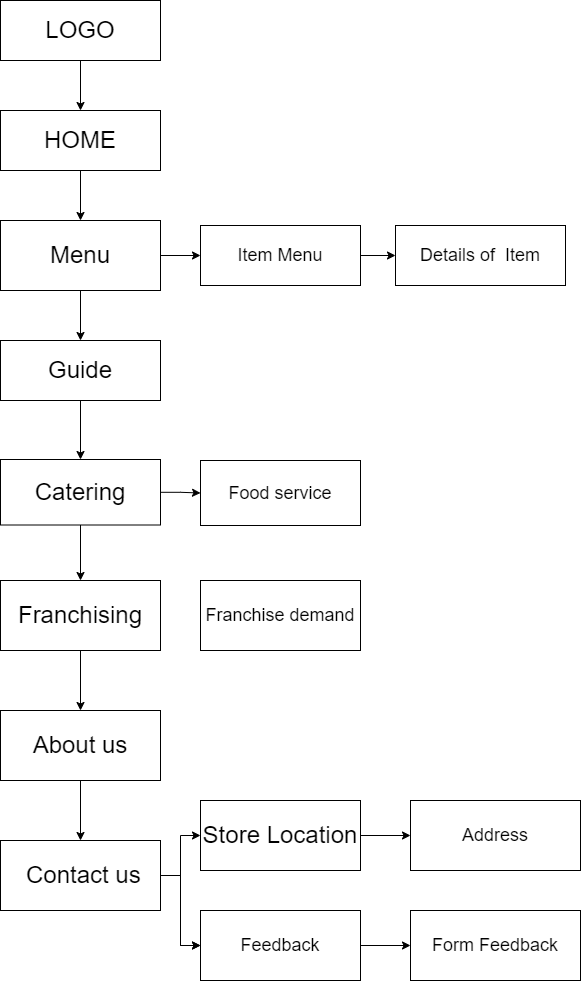 LOGO
HOME
Menu
Item Menu
Details of Item
Guide
Catering
Food service
Franchising
Franchise demand
About us
Store Location
Address
Contact us
Feedback
Form Feedback